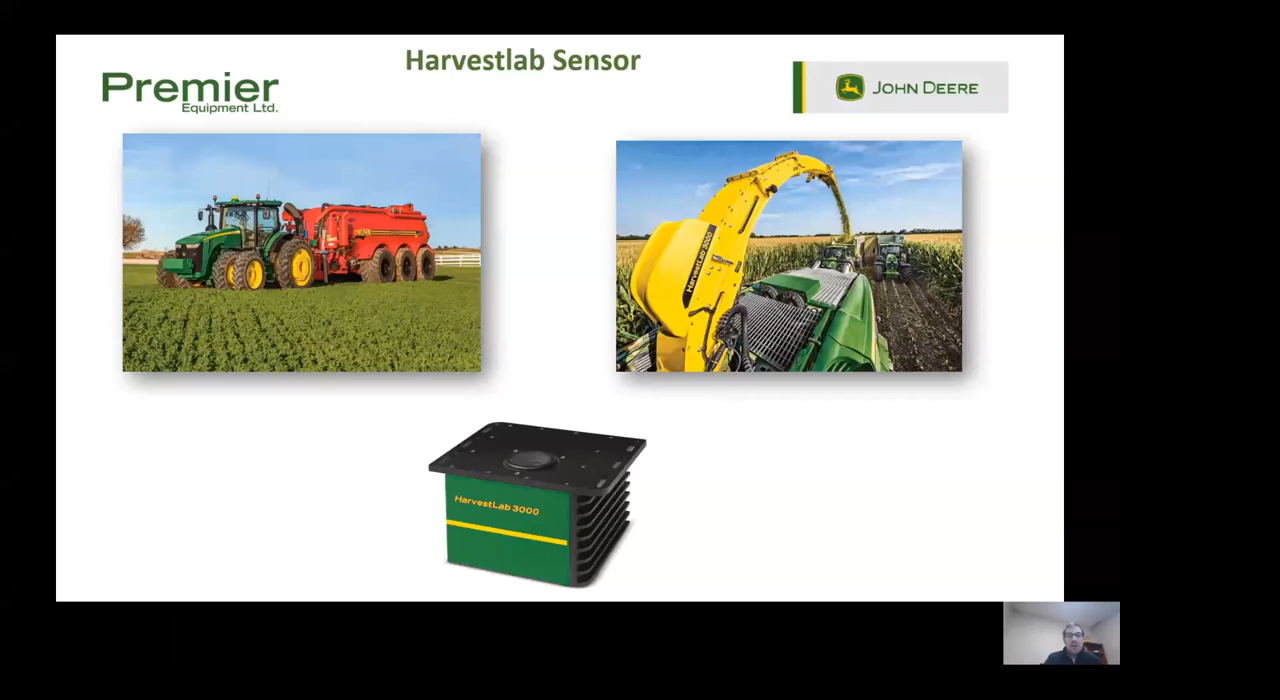 Harvestlab Sensor
Premier
Equipment Ltd.
JOHN DEERE
HarvestLab 3000
HarvestLab 3000